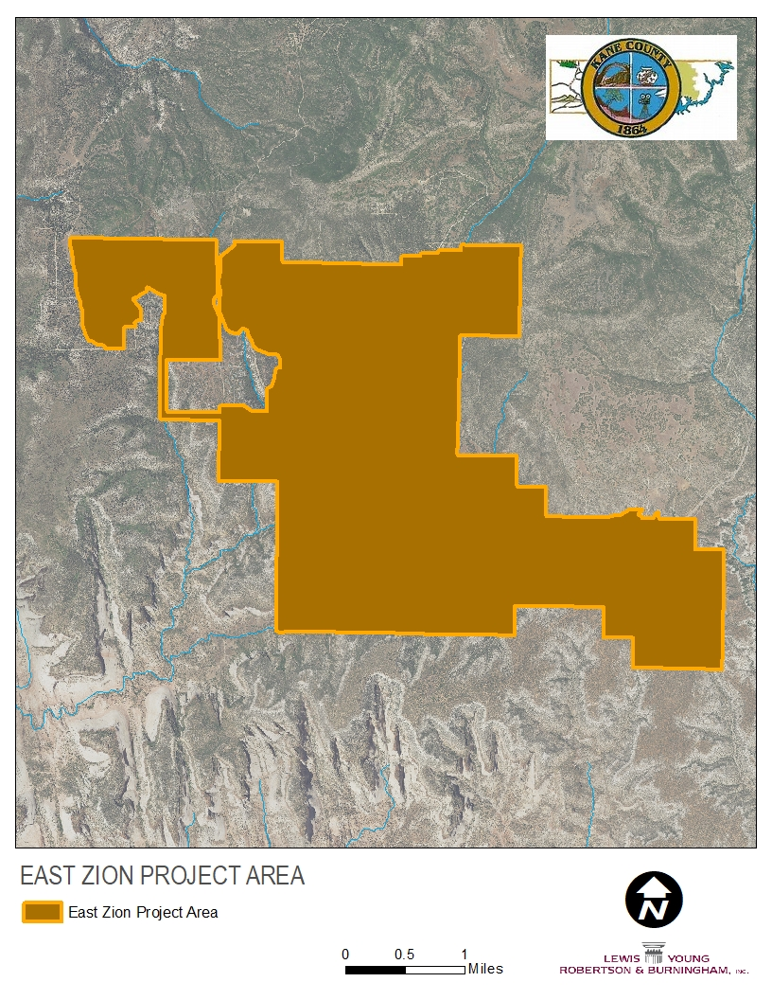 KANE COUNTY
1864
EAST ZION PROJECT AREA
East Zion Project Area
N
0 0.5 1
Miles
LEWIS YOUNG
ROBERTSON & BURNINGHAM, INC.